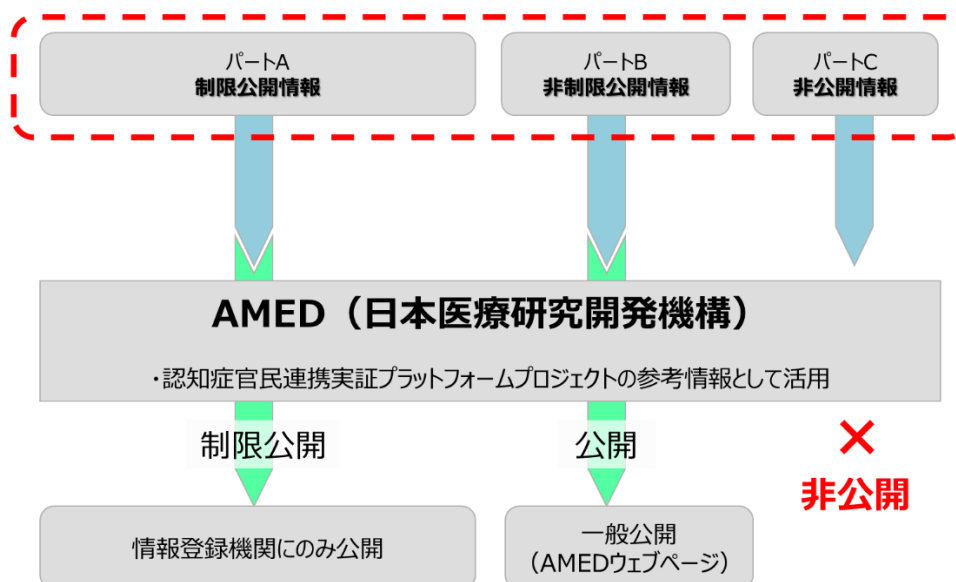 パートA
制限公開情報
パートB
非制限公開情報
パートC
非公開情報
AMED（日本医療研究開発機構）
・認知症官民連携実証プラットフォームプロジェクトの参考情報として活用
制限公開
公開
×
非公開
情報登録機関にのみ公開
一般公開
（AMEDウェブページ）